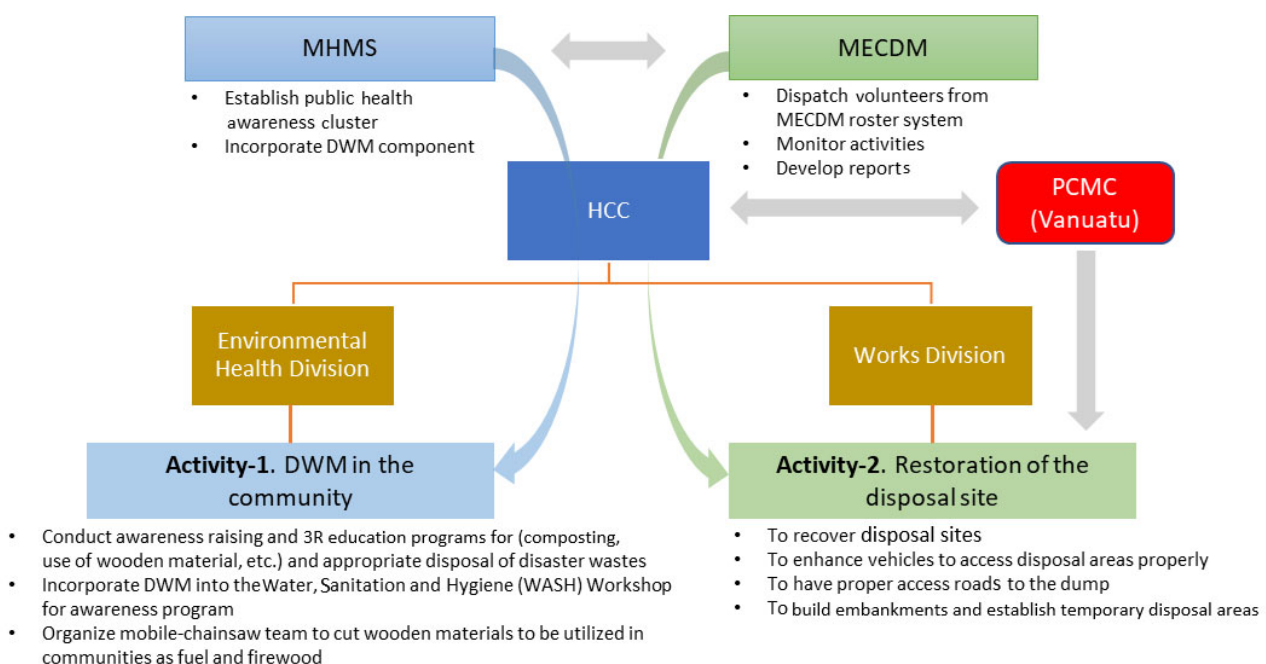 MHMS
• Establish public health
awareness cluster
• Incorporate DWM component
MECDM
• Dispatch volunteers from
MECDM roster system
• Monitor activities
• Develop reports
HCC
PCMC
(Vanuatu)
Environmental
Health Division
Works Division
Activity-1. DWM in the
community
• Conduct awareness raising and 3R education programs for (composting,
use of wooden material, etc.) and appropriate disposal of disaster wastes
• Incorporate DWM into the Water, Sanitation and Hygiene (WASH) Workshop
for awareness program
• Organize mobile-chainsaw team to cut wooden materials to be utilized in
communities as fuel and firewood
Activity-2. Restoration of the
disposal site
• To recover disposal sites
• To enhance vehicles to access disposal areas properly
• To have proper access roads to the dump
• To build embankments and establish temporary disposal areas